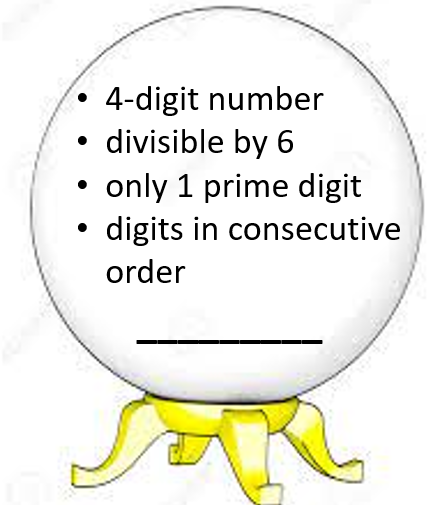 • 4-digit number
• divisible by 6
• only 1 prime digit
• digits in consecutive
order
_________